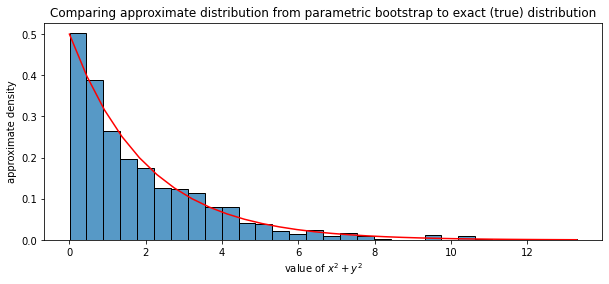 Comparing approximate distribution from parametric bootstrap to exact (true) distribution
approximate density
0.5
0.4
0.3
0.2
0.1
0.0
0 2 4 6 8 10 12
value of x² + y²